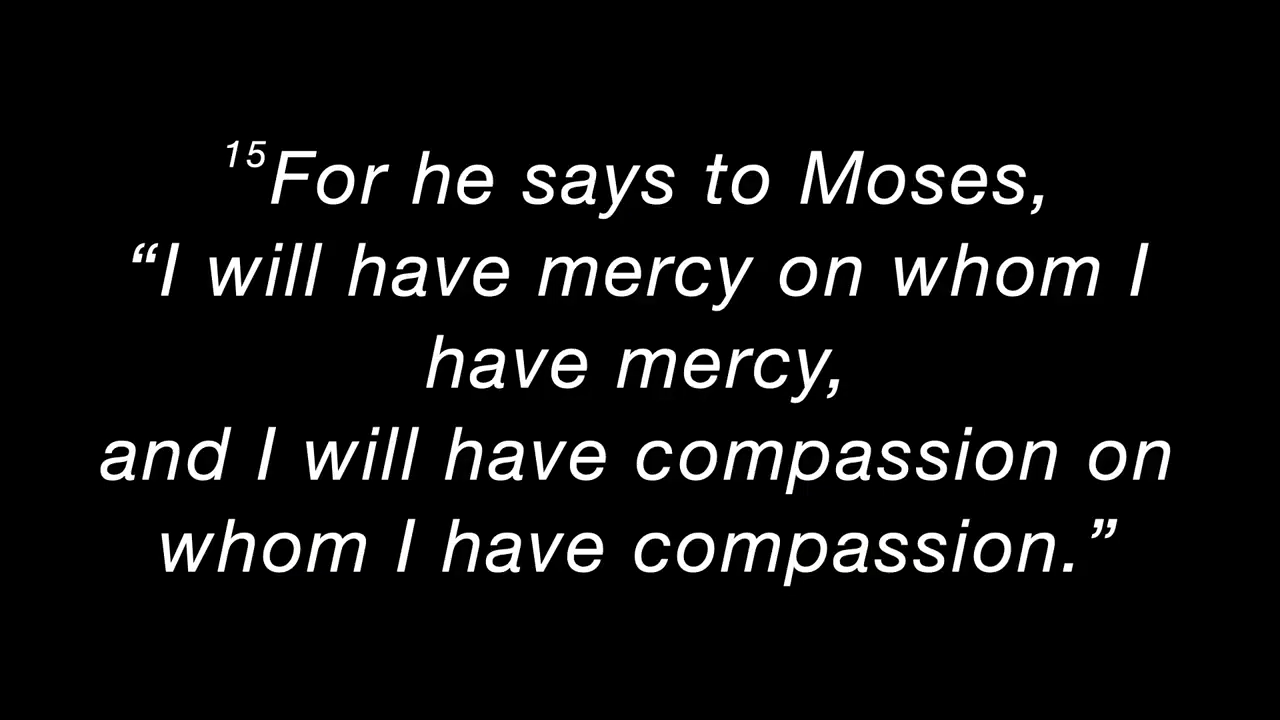 ¹⁵For he says to Moses,
“I will have mercy on whom I
have mercy,
and I will have compassion on
whom I have compassion.”